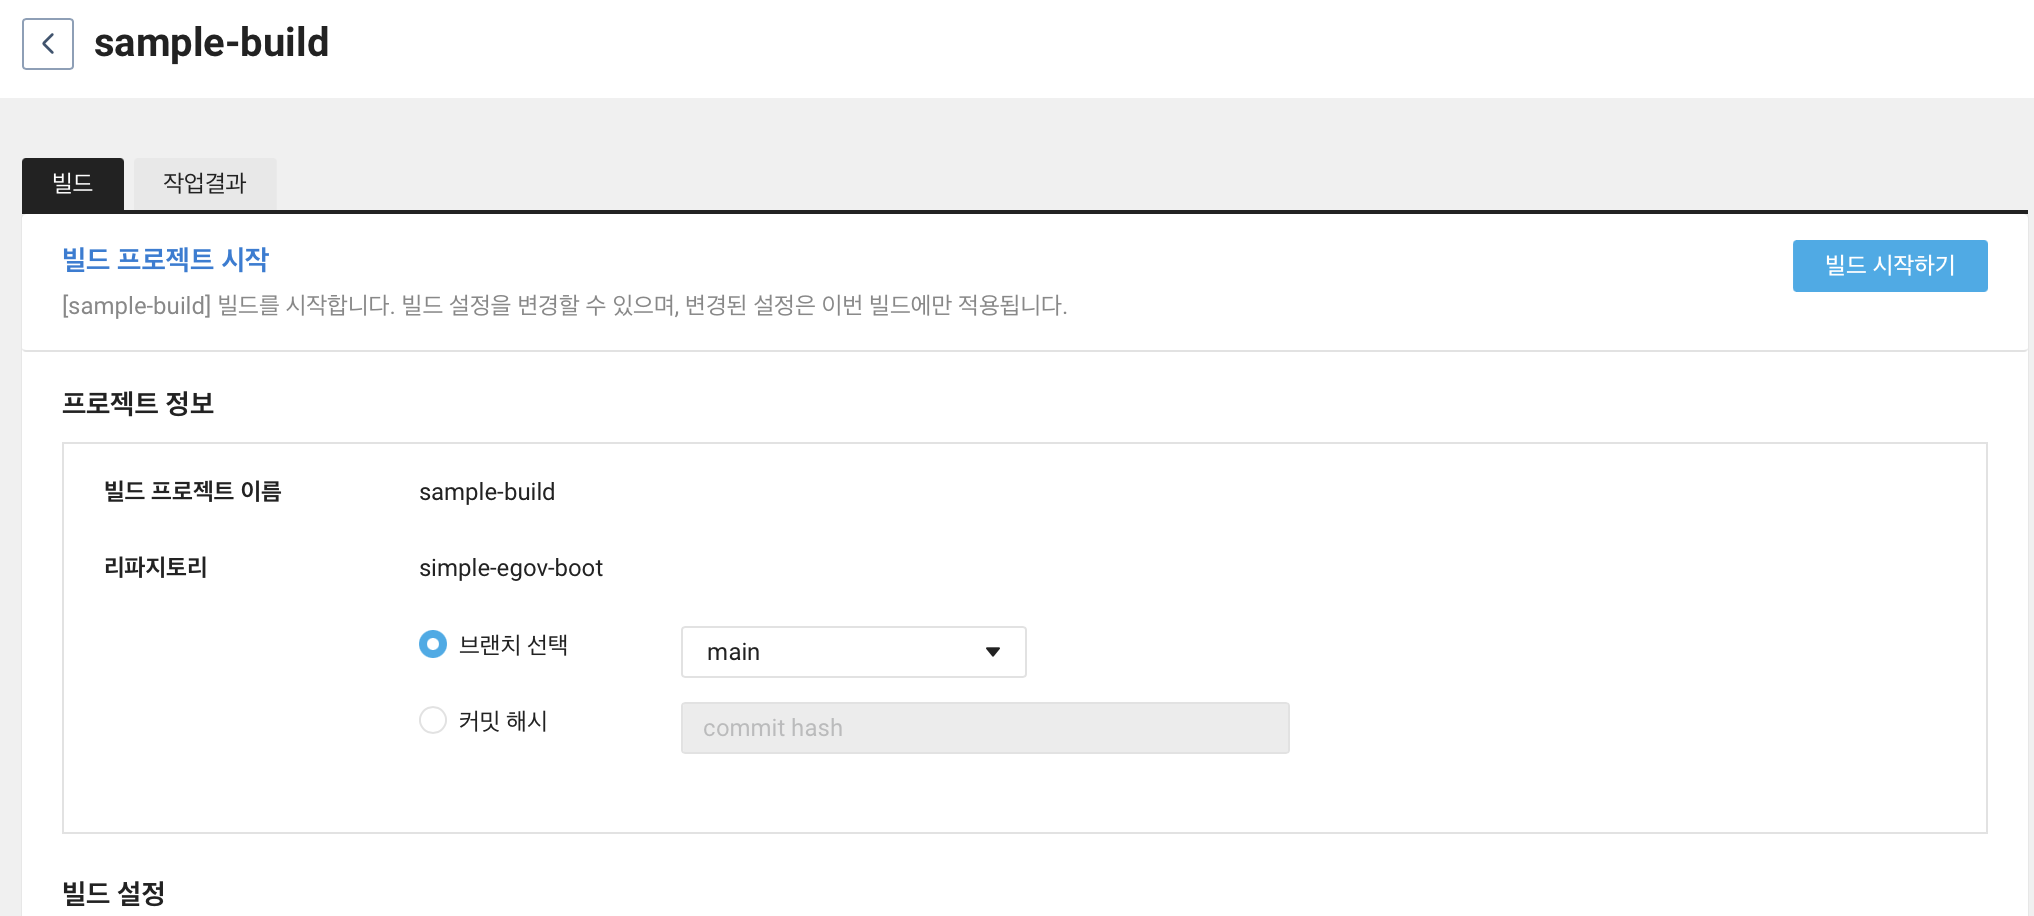 sample-build
빌드 작업결과
빌드 프로젝트 시작
빌드 시작하기
[sample-build] 빌드를 시작합니다. 빌드 설정을 변경할 수 있으며, 변경된 설정은 이번 빌드에만 적용됩니다.
프로젝트 정보
빌드 프로젝트 이름 sample-build
리파지토리 simple-egov-boot
브랜치 선택 main
커밋 해시 commit hash
빌드 설정